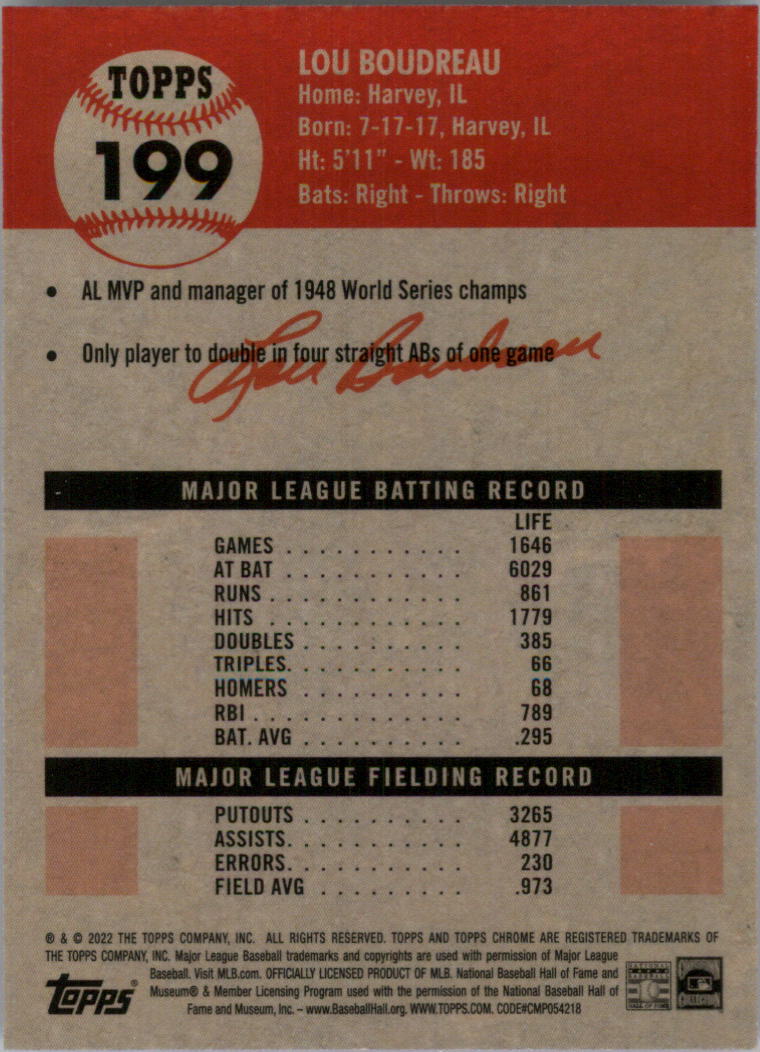 TOPPS
199
LOU BOUDREAU
Home: Harvey, IL
Born: 7-17-17, Harvey, IL
Ht: 5'11" - Wt: 185
Bats: Right - Throws: Right
• AL MVP and manager of 1948 World Series champs
• Only player to double in four straight ABs of one game
Lou Boudreau
MAJOR LEAGUE BATTING RECORD
LIFE
GAMES . . . . . . . . . . . 1646
AT BAT . . . . . . . . . . . 6029
RUNS . . . . . . . . . . . . 861
HITS . . . . . . . . . . . . 1779
DOUBLES . . . . . . . . . . 385
TRIPLES. . . . . . . . . . . 66
HOMERS . . . . . . . . . . 68
RBI . . . . . . . . . . . . . 789
BAT. AVG . . . . . . . . . . .295
MAJOR LEAGUE FIELDING RECORD
PUTOUTS . . . . . . . . . . 3265
ASSISTS. . . . . . . . . . . 4877
ERRORS. . . . . . . . . . . 230
FIELD AVG . . . . . . . . . .973
® & © 2022 THE TOPPS COMPANY, INC. ALL RIGHTS RESERVED. TOPPS AND TOPPS CHROME ARE REGISTERED TRADEMARKS OF
THE TOPPS COMPANY, INC. Major League Baseball trademarks and copyrights are used with permission of Major League
Baseball. Visit MLB.com. OFFICIALLY LICENSED PRODUCT OF MLB. National Baseball Hall of Fame and
Museum® & Member Licensing Program used with the permission of the National Baseball Hall of
Fame and Museum, Inc. – www.BaseballHall.org. WWW.TOPPS.COM. CODE#CMP054218
topps®